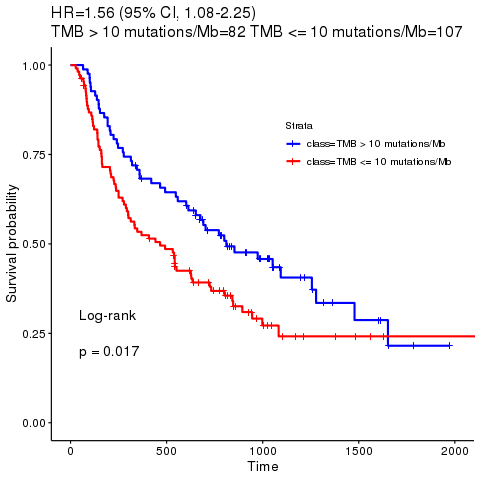 HR=1.56 (95% CI, 1.08-2.25)
TMB > 10 mutations/Mb=82 TMB <= 10 mutations/Mb=107
1.00
0.75
0.50
0.25
0.00
Survival probability
Strata
class=TMB > 10 mutations/Mb
class=TMB <= 10 mutations/Mb
Log-rank
p = 0.017
0 500 1000 1500 2000
Time